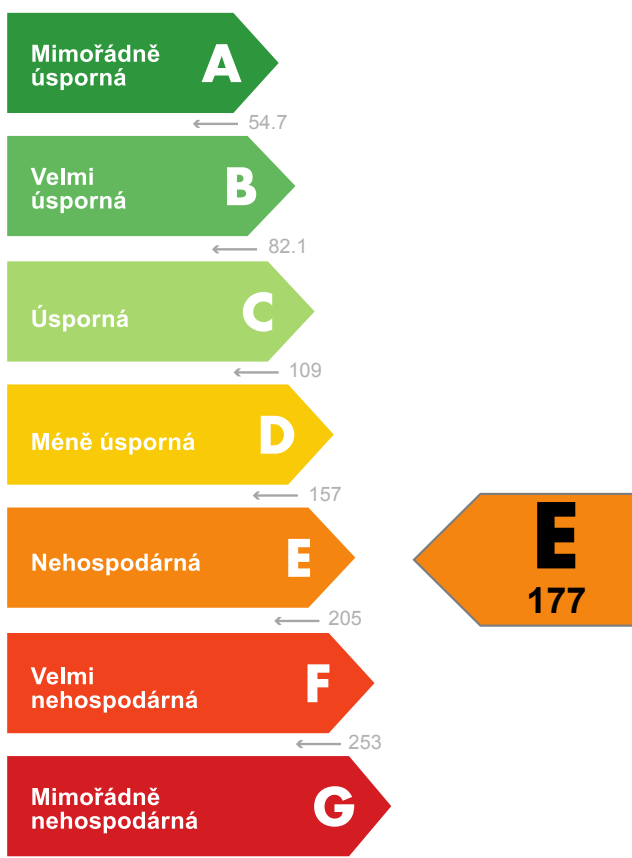 Mimořádně
úsporná
A
← 54.7
Velmi
úsporná
B
← 82.1
Úsporná
C
← 109
Méně úsporná
D
← 157
Nehospodárná
E
← 205
E
177
Velmi
nehospodárná
F
← 253
Mimořádně
nehospodárná
G